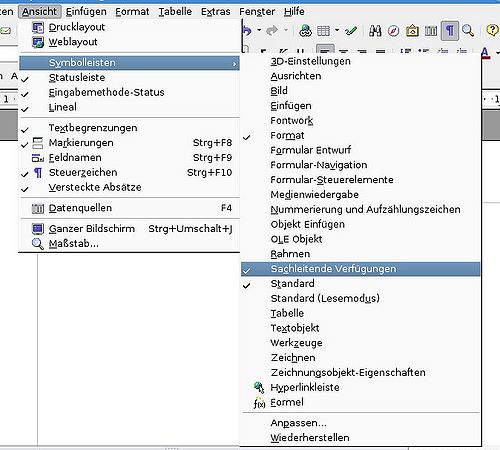 en Ansicht Einfügen Format Tabelle Extras Fenster Hilfe
Drucklayout
Weblayout
Symbolleisten
Statusleiste
Eingabemethode-Status
Lineal
Textbegrenzungen
Markierungen Strg+F8
Feldnamen Strg+F9
Steuerzeichen Strg+F10
Versteckte Absätze
Datenquellen F4
Ganzer Bildschirm Strg+Umschalt+J
Maßstab...
3D-Einstellungen
Ausrichten
Bild
Einfügen
Fontwork
Format
Formular Entwurf
Formular-Navigation
Formular-Steuerelemente
Medienwiedergabe
Nummerierung und Aufzählungszeichen
Objekt Einfügen
OLE Objekt
Rahmen
Sachleitende Verfügungen
Standard
Standard (Lesemodus)
Tabelle
Textobjekt
Werkzeuge
Zeichnen
Zeichnungsobjekt-Eigenschaften
Hyperlinkleiste
Formel
Anpassen...
Wiederherstellen